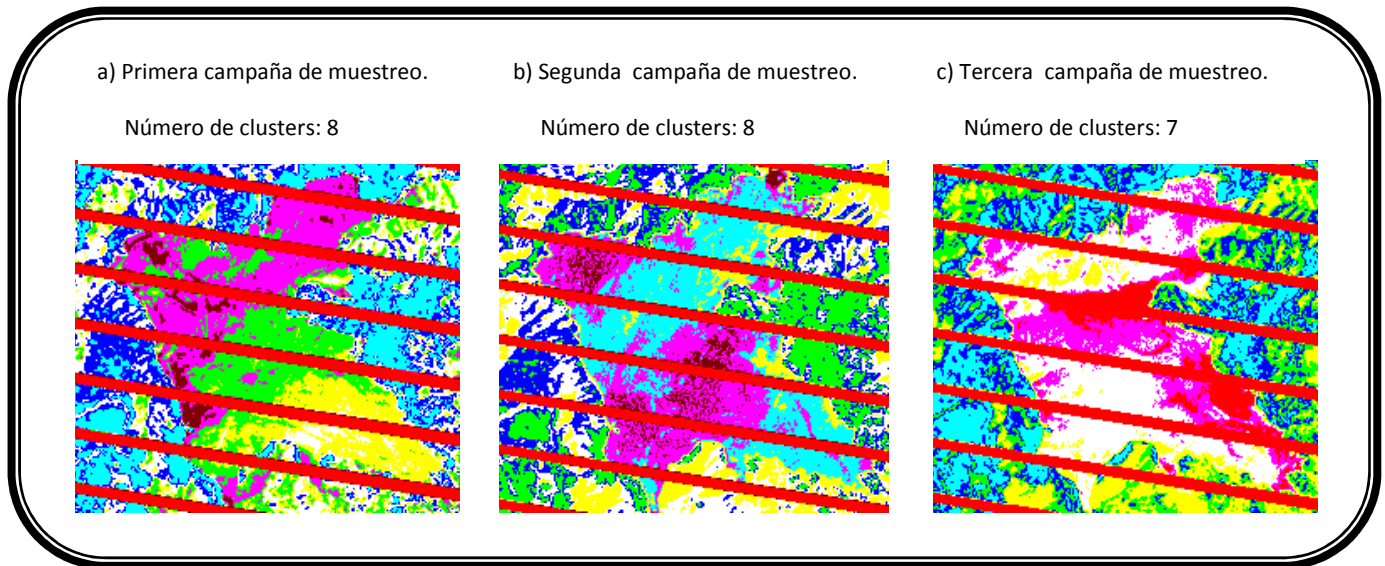 a) Primera campaña de muestreo.
Número de clusters: 8
b) Segunda  campaña de muestreo.
Número de clusters: 8
c) Tercera  campaña de muestreo.
Número de clusters: 7